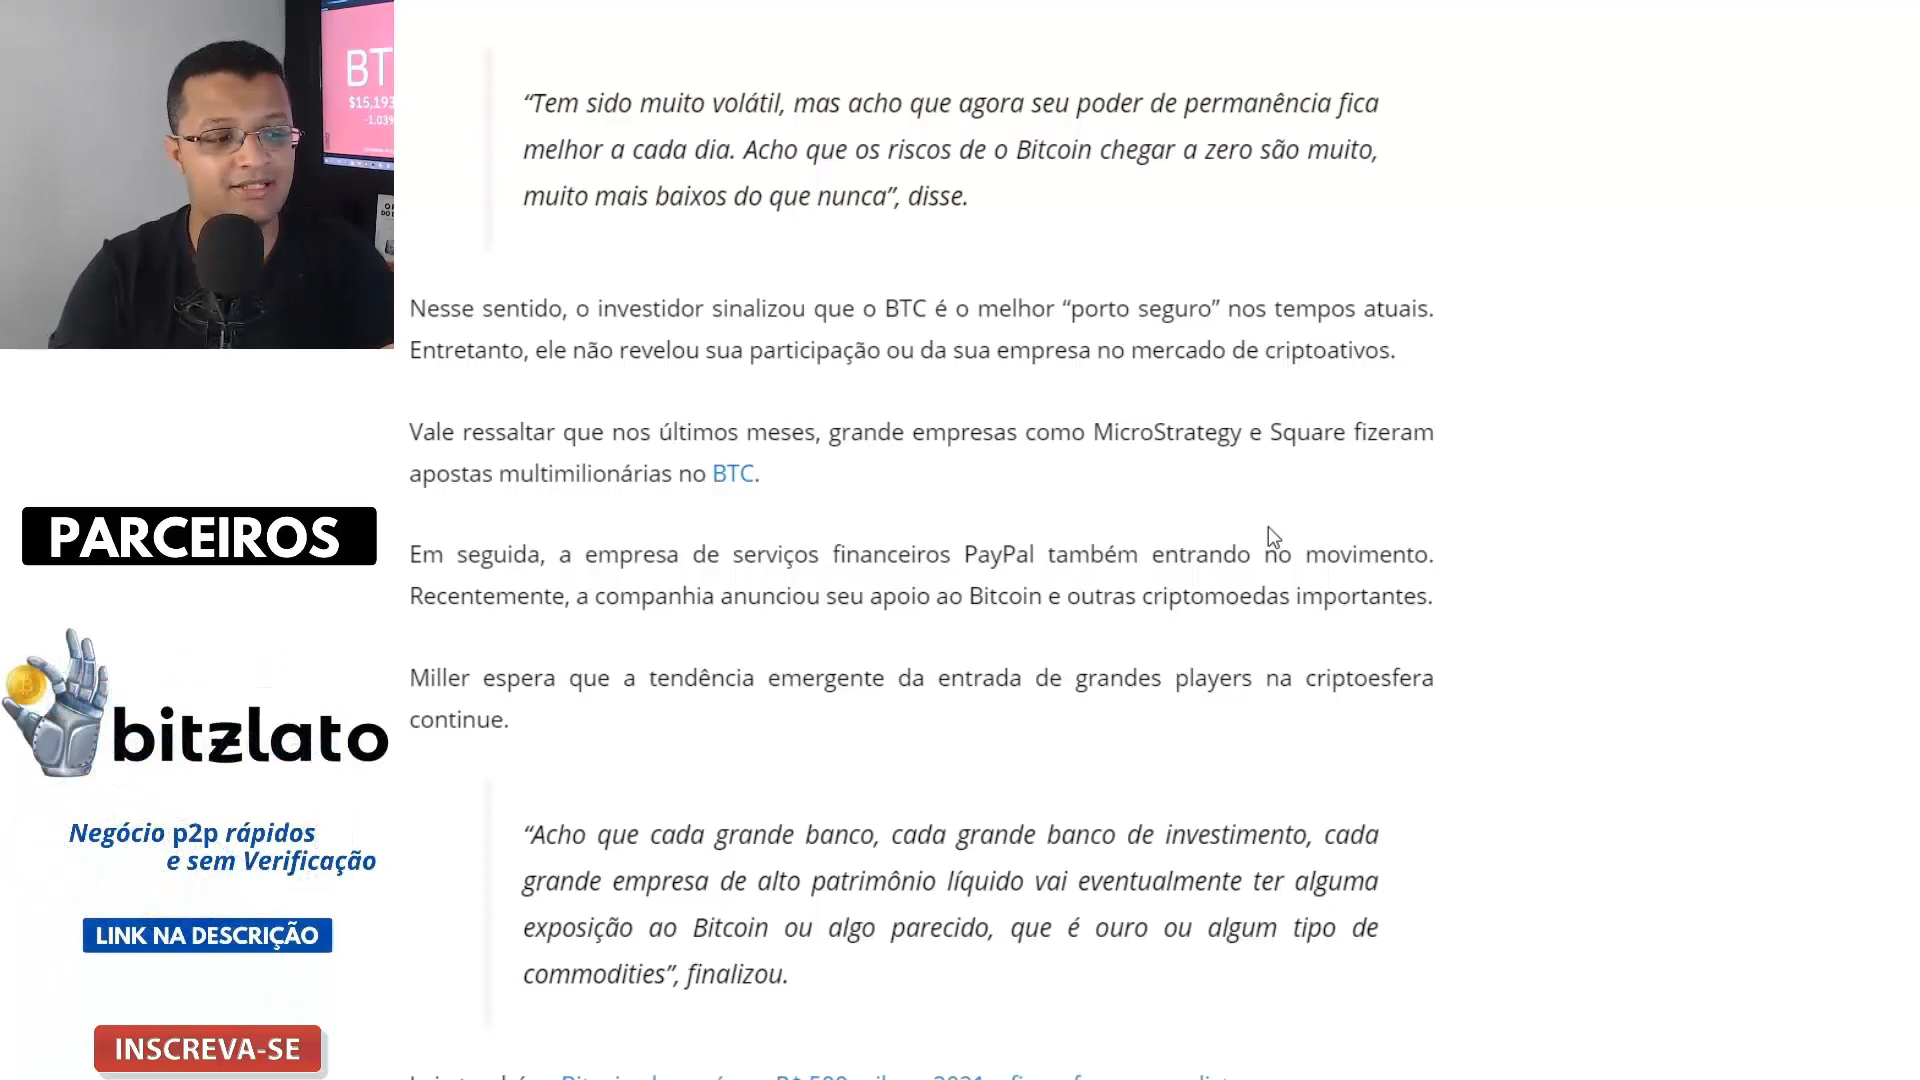 BT
$15,193
-1.03%
“Tem sido muito volátil, mas acho que agora seu poder de permanência fica
melhor a cada dia. Acho que os riscos de o Bitcoin chegar a zero são muito,
muito mais baixos do que nunca”, disse.
Nesse sentido, o investidor sinalizou que o BTC é o melhor “porto seguro” nos tempos atuais.
Entretanto, ele não revelou sua participação ou da sua empresa no mercado de criptoativos.
Vale ressaltar que nos últimos meses, grande empresas como MicroStrategy e Square fizeram
apostas multimilionárias no BTC.
Em seguida, a empresa de serviços financeiros PayPal também entrando no movimento.
Recentemente, a companhia anunciou seu apoio ao Bitcoin e outras criptomoedas importantes.
Miller espera que a tendência emergente da entrada de grandes players na criptoesfera
continue.
“Acho que cada grande banco, cada grande banco de investimento, cada
grande empresa de alto patrimônio líquido vai eventualmente ter alguma
exposição ao Bitcoin ou algo parecido, que é ouro ou algum tipo de
commodities”, finalizou.
PARCEIROS
bitzlato
Negócio p2p rápidos
e sem Verificação
LINK NA DESCRIÇÃO
INSCREVA-SE